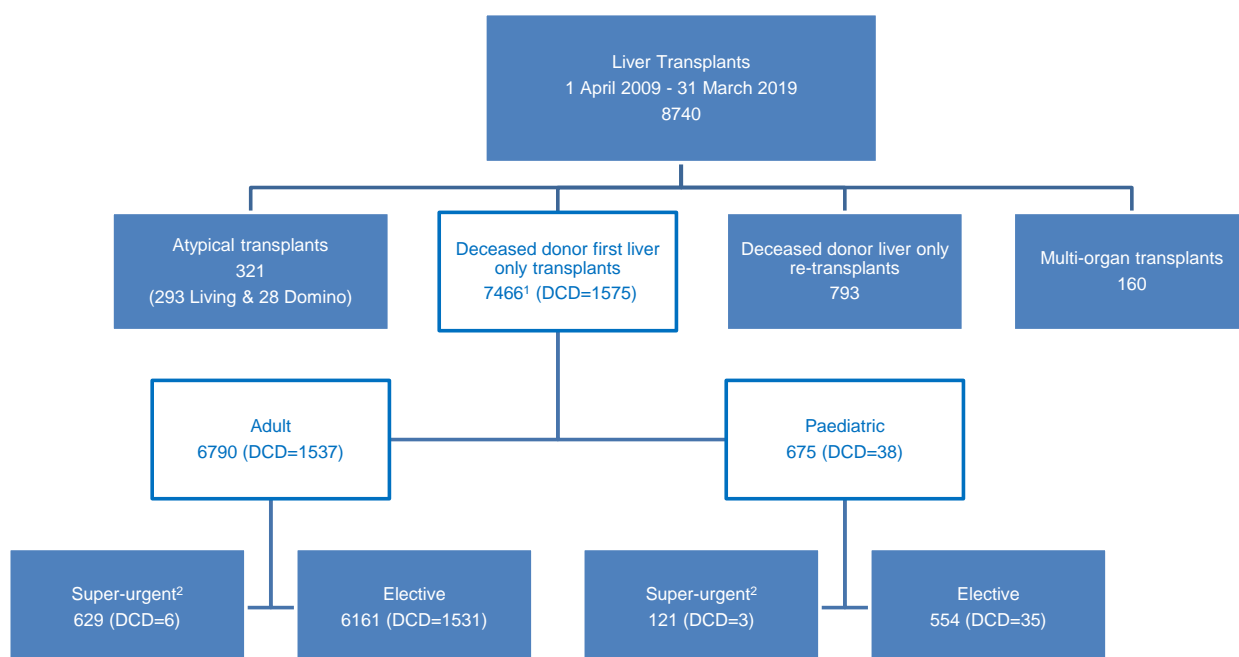 Liver Transplants
1 April 2009 - 31 March 2019
8740
Atypical transplants
321
(293 Living & 28 Domino)
Deceased donor first liver
only transplants
7466¹ (DCD=1575)
Deceased donor liver only
re-transplants
793
Multi-organ transplants
160
Adult
6790 (DCD=1537)
Paediatric
675 (DCD=38)
Super-urgent²
629 (DCD=6)
Elective
6161 (DCD=1531)
Super-urgent²
121 (DCD=3)
Elective
554 (DCD=35)